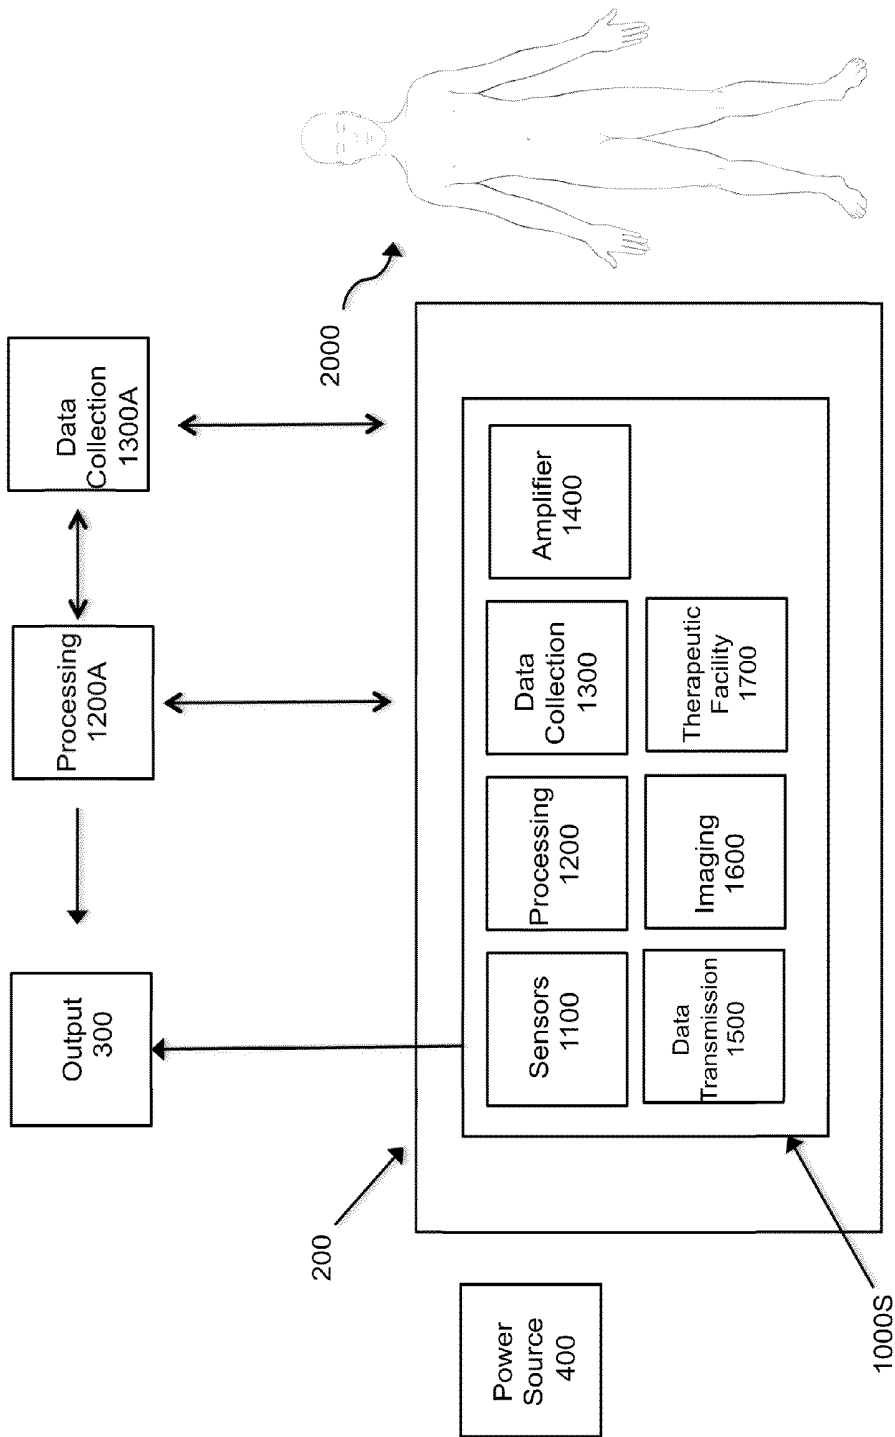 Output
300
Processing
1200A
Data
Collection
1300A
200
2000
Power
Source
400
Sensors
1100
Processing
1200
Data
Collection
1300
Amplifier
1400
Data
Transmission
1500
Imaging
1600
Therapeutic
Facility
1700
1000S